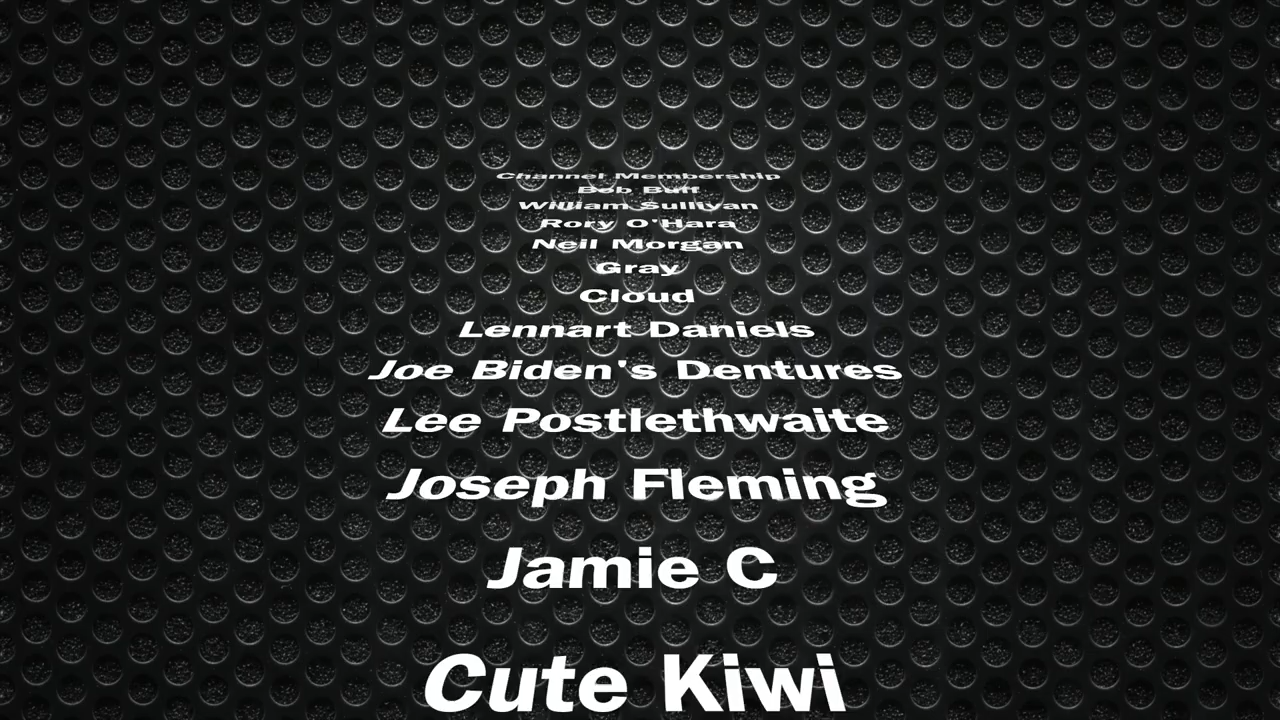 Channel Membership
Bob Buff
William Sullivan
Rory O'Hara
Neil Morgan
Gray
Cloud
Lennart Daniels
Joe Biden's Dentures
Lee Postlethwaite
Joseph Fleming
Jamie C
Cute Kiwi